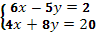 6x − 5y = 2
4x + 8y = 20